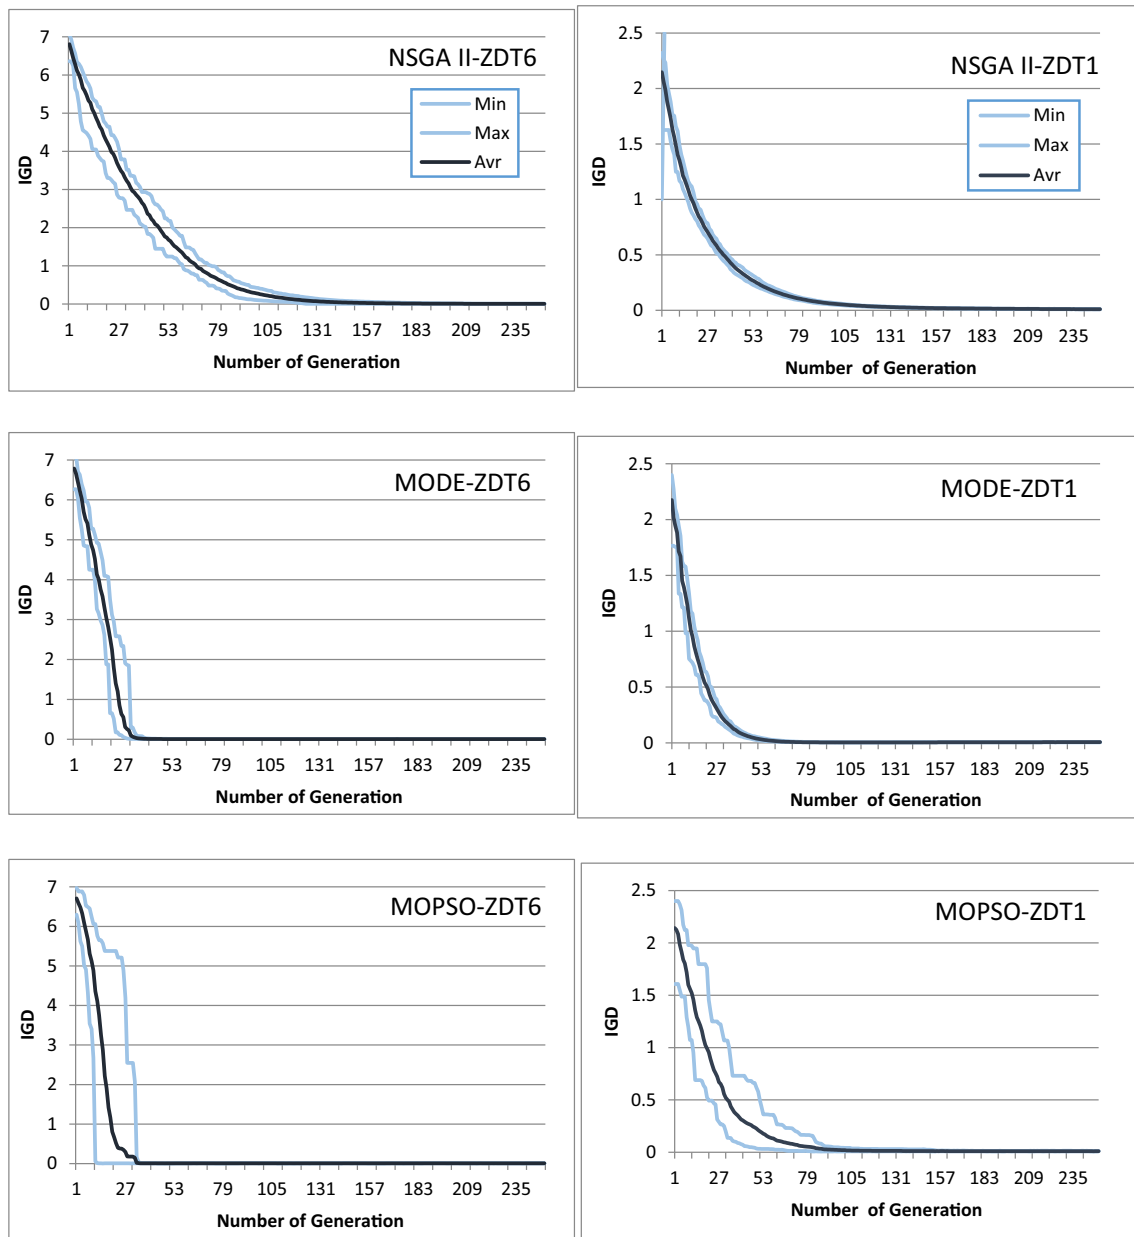 NSGA II-ZDT6
7
6
5
4
3
2
1
0
IGD
Min
Max
Avr
1 27 53 79 105 131 157 183 209 235
Number of Generation
NSGA II-ZDT1
2.5
2
1.5
1
0.5
0
IGD
Min
Max
Avr
1 27 53 79 105 131 157 183 209 235
Number of Generation
MODE-ZDT6
7
6
5
4
3
2
1
0
IGD
1 27 53 79 105 131 157 183 209 235
Number of Generation
MODE-ZDT1
2.5
2
1.5
1
0.5
0
IGD
1 27 53 79 105 131 157 183 209 235
Number of Generation
MOPSO-ZDT6
7
6
5
4
3
2
1
0
IGD
1 27 53 79 105 131 157 183 209 235
Number of Generation
MOPSO-ZDT1
2.5
2
1.5
1
0.5
0
IGD
1 27 53 79 105 131 157 183 209 235
Number of Generation